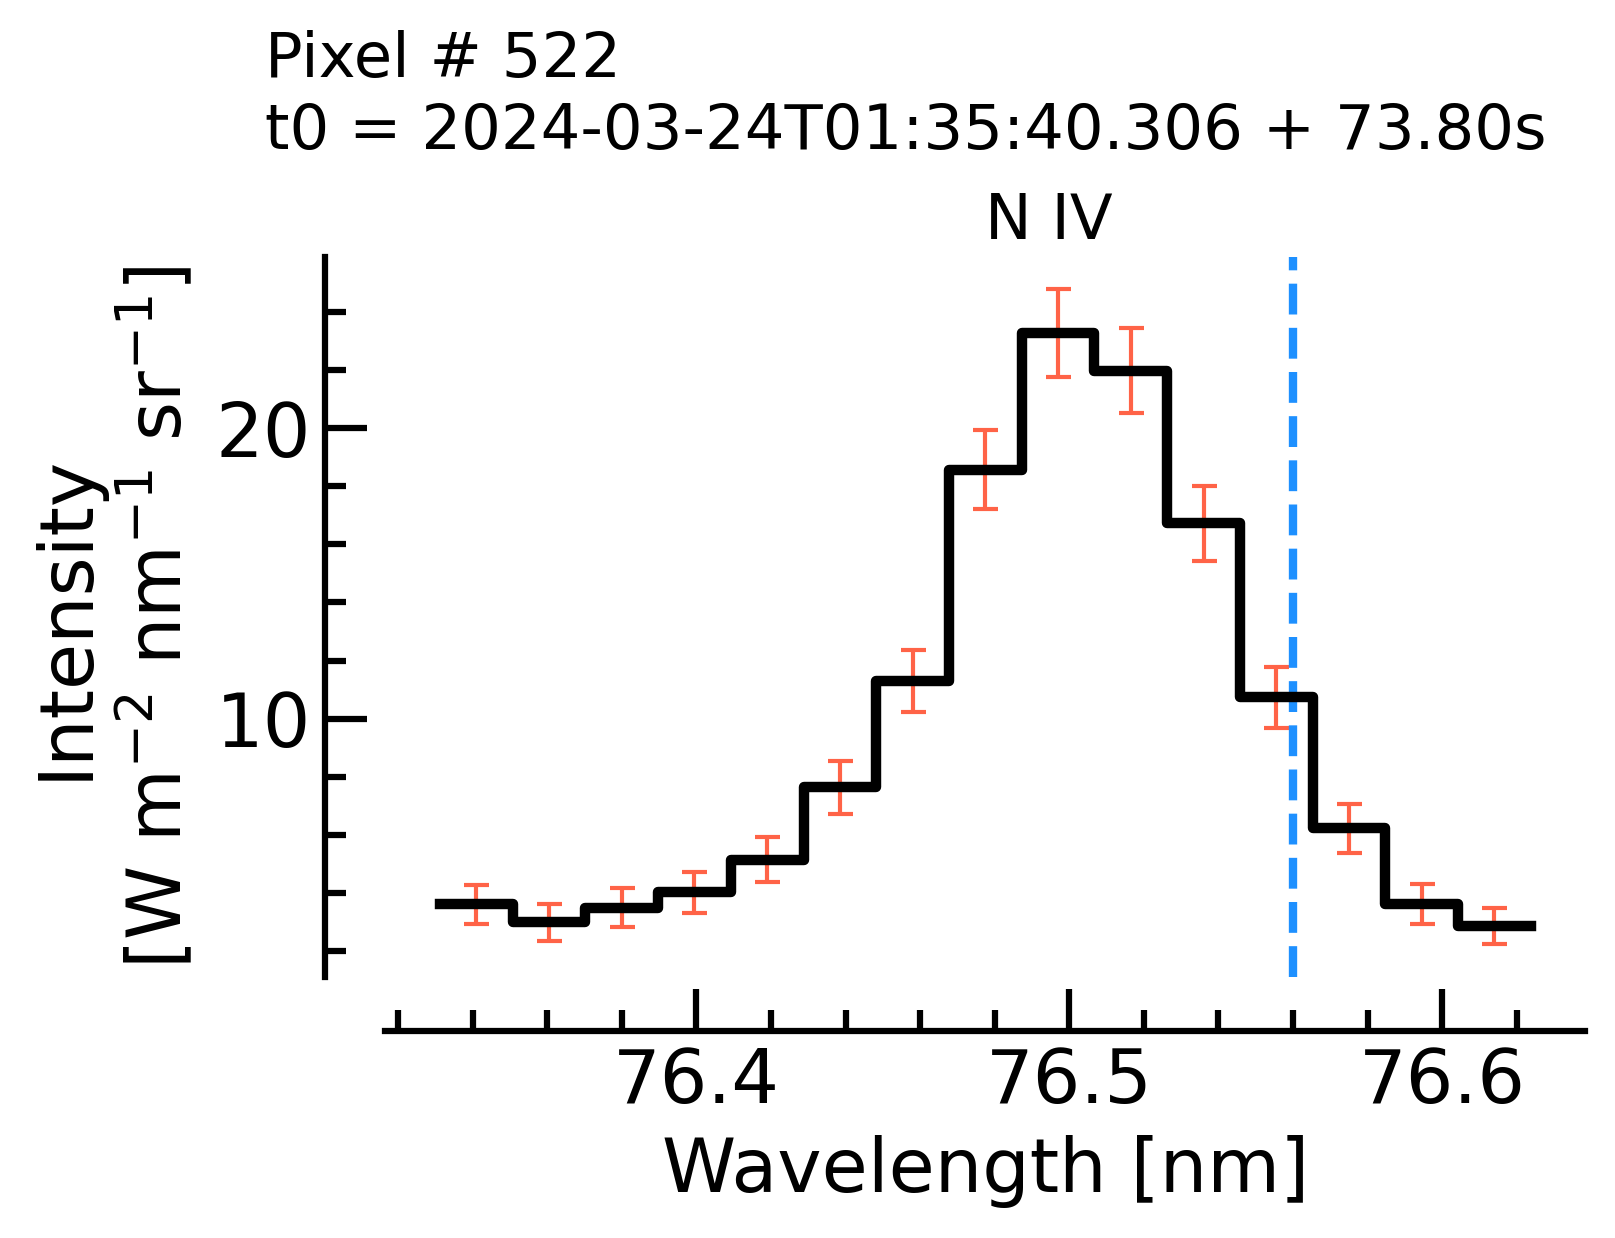 Pixel # 522
t0 = 2024-03-24T01:35:40.306 + 73.80s
N IV
Intensity
[W m⁻² nm⁻¹ sr⁻¹]
20
10
76.4 76.5 76.6
Wavelength [nm]